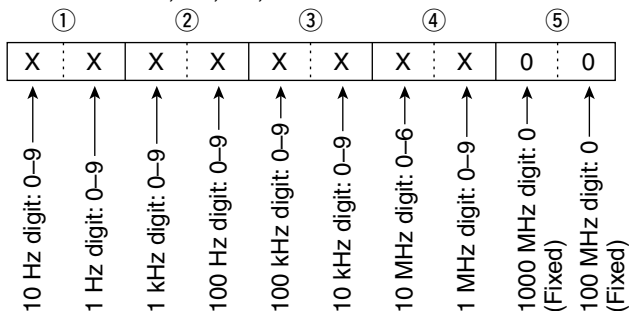 ① ② ③ ④ ⑤
X X X X X X X X 0 0
10 Hz digit: 0–9
1 Hz digit: 0–9
1 kHz digit: 0–9
100 Hz digit: 0–9
100 kHz digit: 0–9
10 kHz digit: 0–9
10 MHz digit: 0–6
1 MHz digit: 0–9
1000 MHz digit: 0
(Fixed)
100 MHz digit: 0
(Fixed)